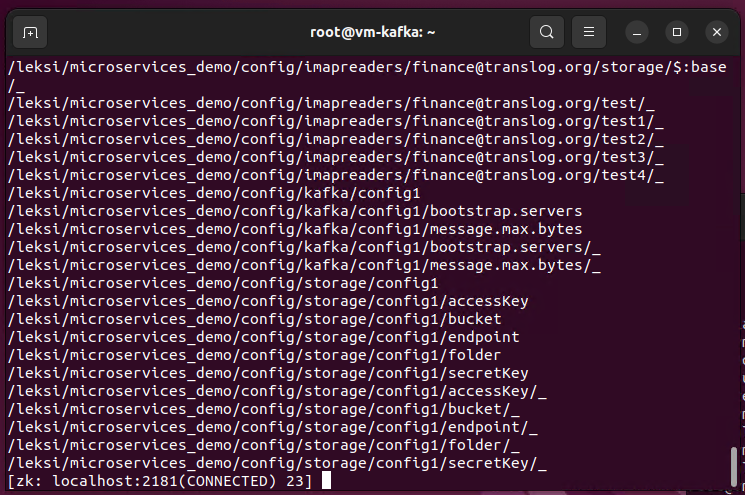 root@vm-kafka: ~
/leksi/microservices_demo/config/imapreaders/finance@translog.org/storage/$:base
/_
/leksi/microservices_demo/config/imapreaders/finance@translog.org/test/_
/leksi/microservices_demo/config/imapreaders/finance@translog.org/test1/_
/leksi/microservices_demo/config/imapreaders/finance@translog.org/test2/_
/leksi/microservices_demo/config/imapreaders/finance@translog.org/test3/_
/leksi/microservices_demo/config/imapreaders/finance@translog.org/test4/_
/leksi/microservices_demo/config/kafka/config1
/leksi/microservices_demo/config/kafka/config1/bootstrap.servers
/leksi/microservices_demo/config/kafka/config1/message.max.bytes
/leksi/microservices_demo/config/kafka/config1/bootstrap.servers/_
/leksi/microservices_demo/config/kafka/config1/message.max.bytes/_
/leksi/microservices_demo/config/storage/config1
/leksi/microservices_demo/config/storage/config1/accessKey
/leksi/microservices_demo/config/storage/config1/bucket
/leksi/microservices_demo/config/storage/config1/endpoint
/leksi/microservices_demo/config/storage/config1/folder
/leksi/microservices_demo/config/storage/config1/secretKey
/leksi/microservices_demo/config/storage/config1/accessKey/_
/leksi/microservices_demo/config/storage/config1/bucket/_
/leksi/microservices_demo/config/storage/config1/endpoint/_
/leksi/microservices_demo/config/storage/config1/folder/_
/leksi/microservices_demo/config/storage/config1/secretKey/_
[zk: localhost:2181(CONNECTED) 23]